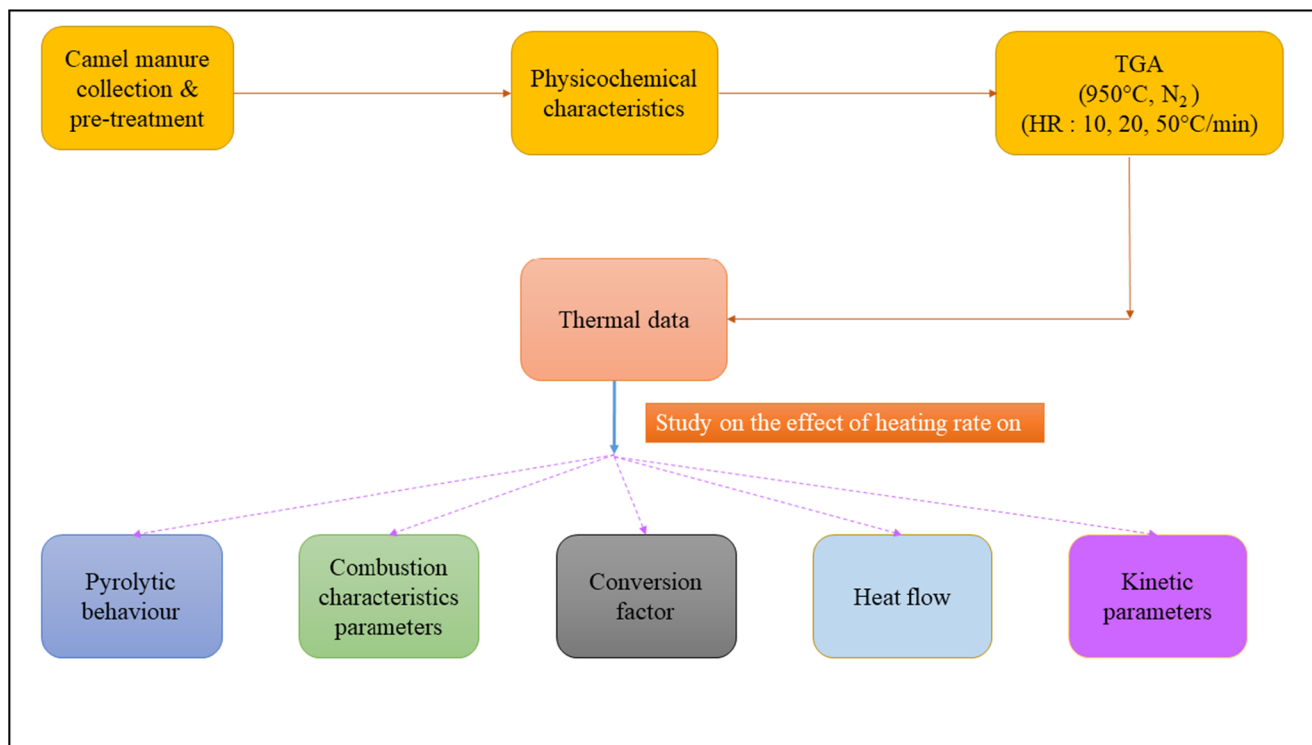 Camel manure
collection &
pre-treatment
Physicochemical
characteristics
TGA
(950°C, N₂ )
(HR : 10, 20, 50°C/min)
Thermal data
Study on the effect of heating rate on
Pyrolytic
behaviour
Combustion
characteristics
parameters
Conversion
factor
Heat flow
Kinetic
parameters